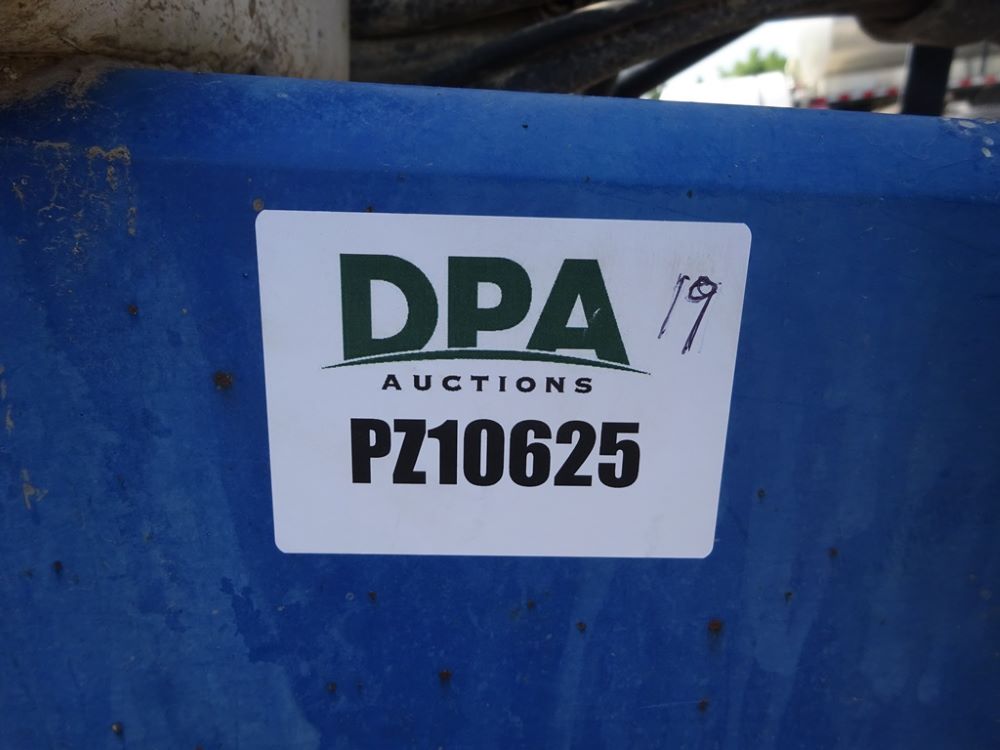 DPA
19
AUCTIONS
PZ10625